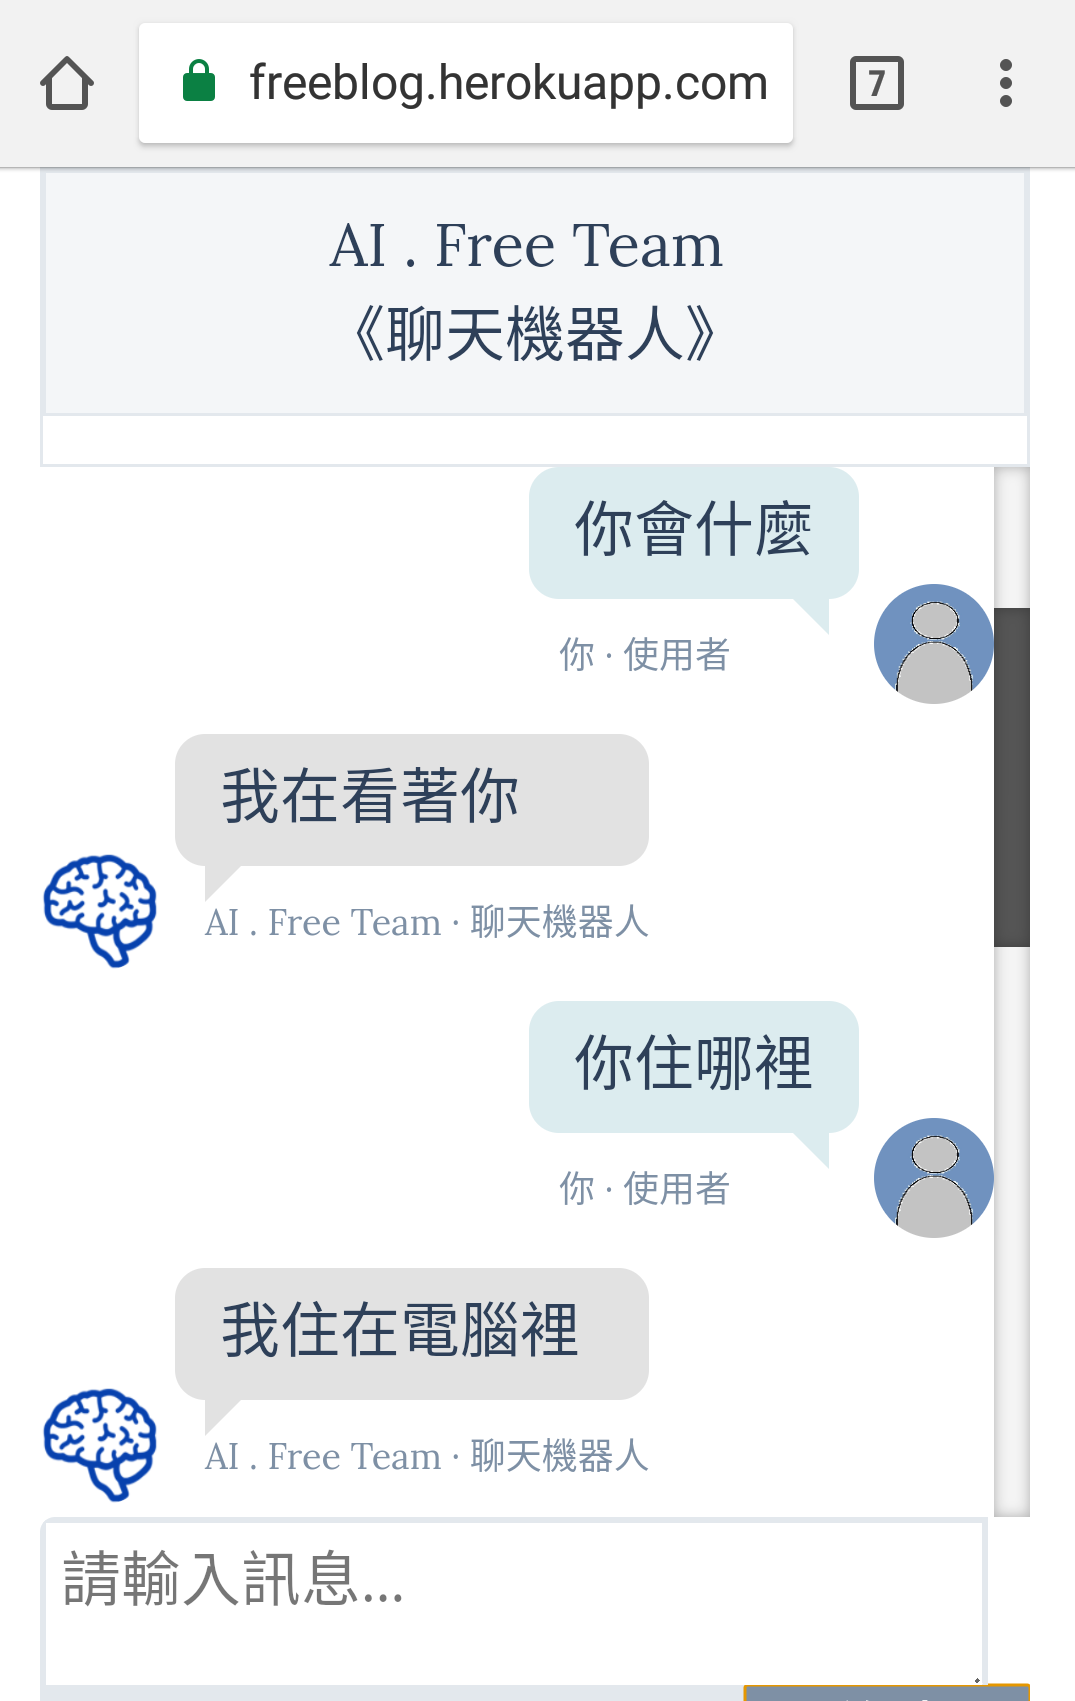 freeblog.herokuapp.com
7
AI . Free Team
《聊天機器人》
你會什麼
你 · 使用者
我在看著你
AI . Free Team · 聊天機器人
你住哪裡
你 · 使用者
我住在電腦裡
AI . Free Team · 聊天機器人
請輸入訊息...